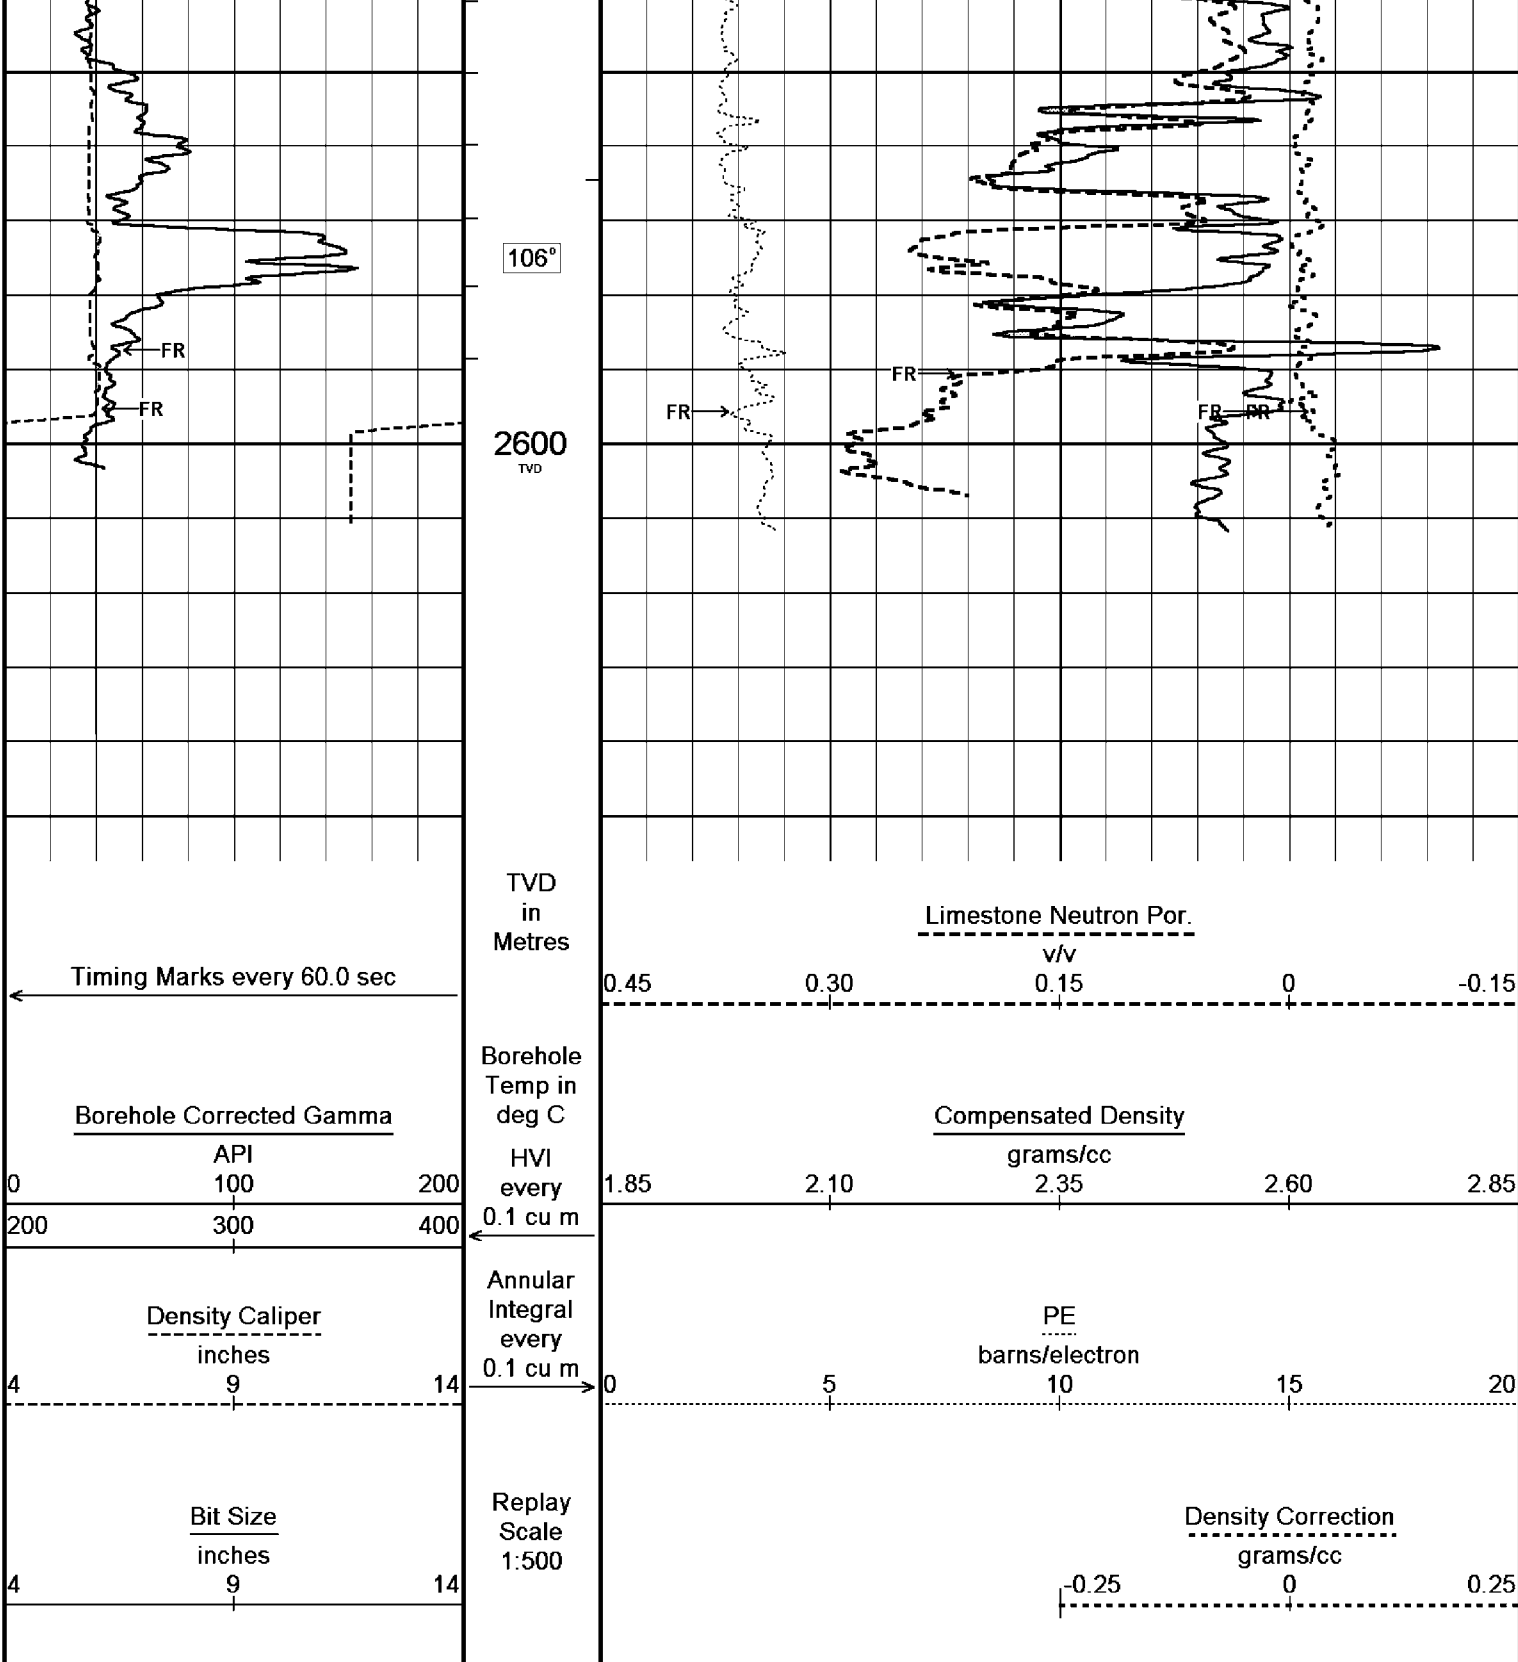 106°
FR
FR
FR
FR
FR
FR
2600
TVD
TVD
in
Metres
Limestone Neutron Por.
v/v
Timing Marks every 60.0 sec
0.45 0.30 0.15 0 -0.15
Borehole
Temp in
deg C
Borehole Corrected Gamma
API
0 100 200
200 300 400
HVI
every
0.1 cu m
Compensated Density
grams/cc
1.85 2.10 2.35 2.60 2.85
Annular
Integral
every
0.1 cu m
Density Caliper
inches
4 9 14
PE
barns/electron
0 5 10 15 20
Replay
Scale
1:500
Bit Size
inches
4 9 14
Density Correction
grams/cc
-0.25 0 0.25